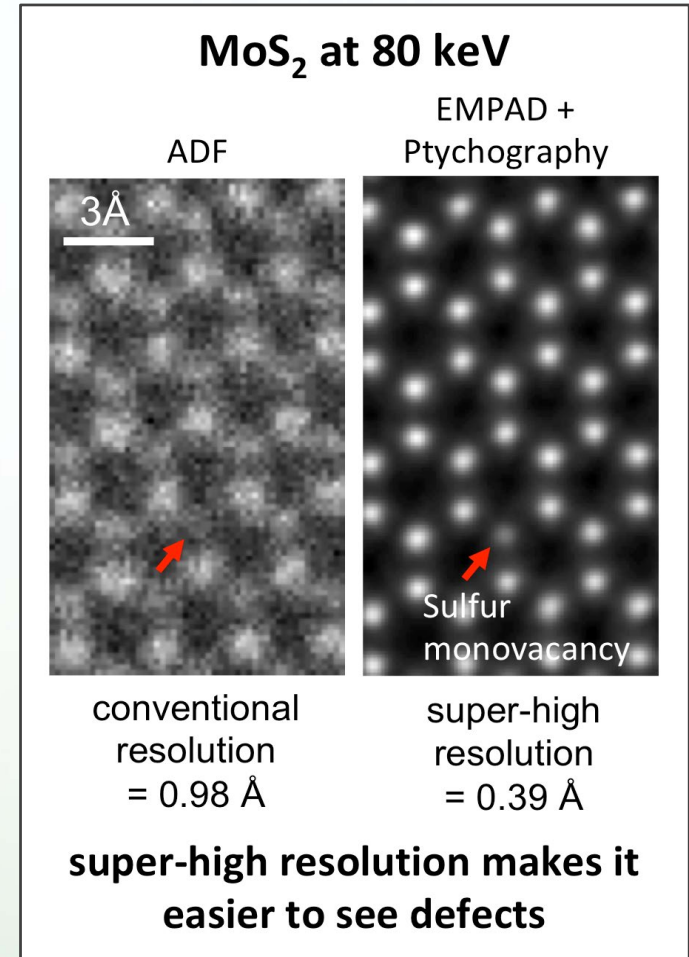 MoS₂ at 80 keV
ADF
EMPAD +
Ptychography
3Å
Sulfur
monovacancy
conventional
resolution
= 0.98 Å
super-high
resolution
= 0.39 Å
super-high resolution makes it
easier to see defects